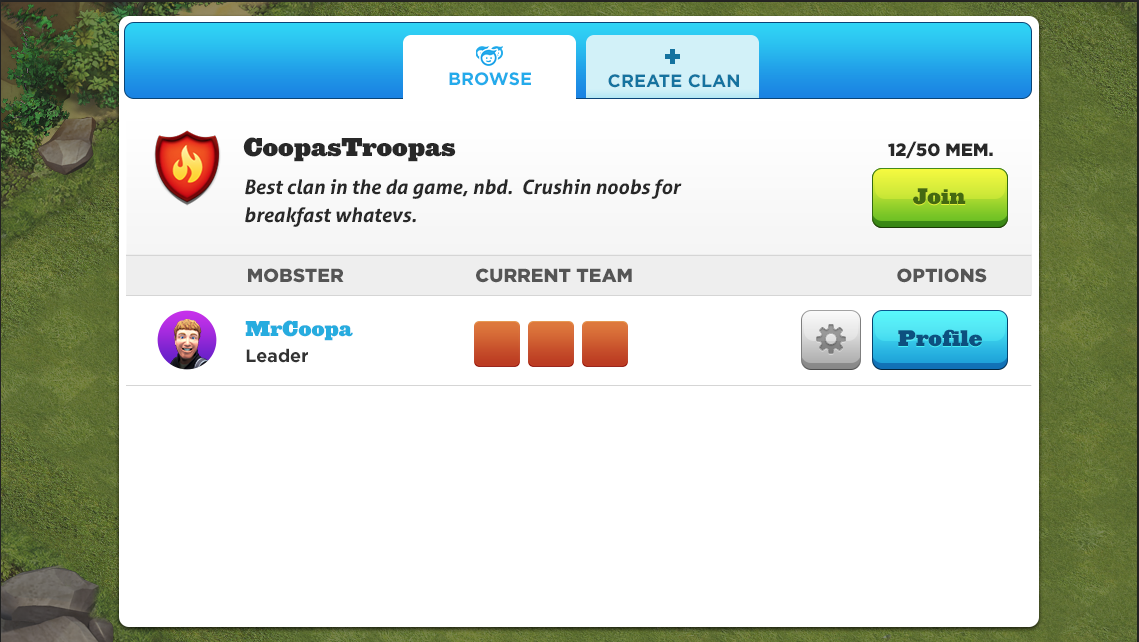 BROWSE
CREATE CLAN
CoopasTroopas
12/50 MEM.
Best clan in the da game, nbd.  Crushin noobs for
breakfast whatevs.
Join
MOBSTER CURRENT TEAM OPTIONS
MrCoopa
Leader
Profile